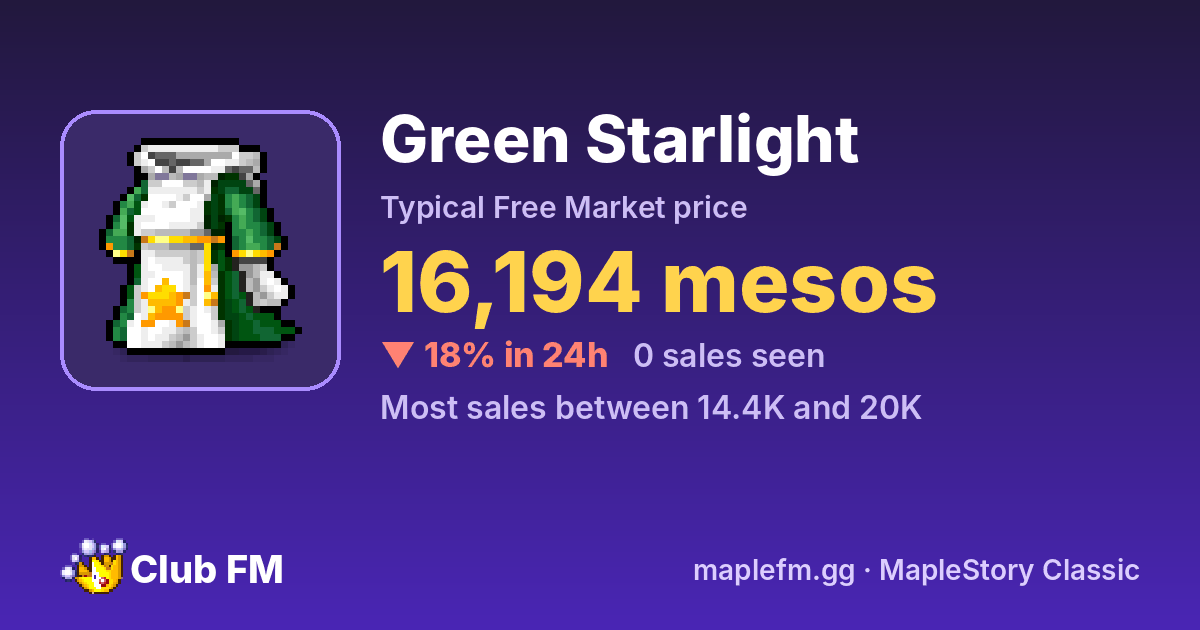 Green Starlight
Typical Free Market price
16,194 mesos
▼ 18% in 24h 0 sales seen
Most sales between 14.4K and 20K
Club FM
maplefm.gg · MapleStory Classic